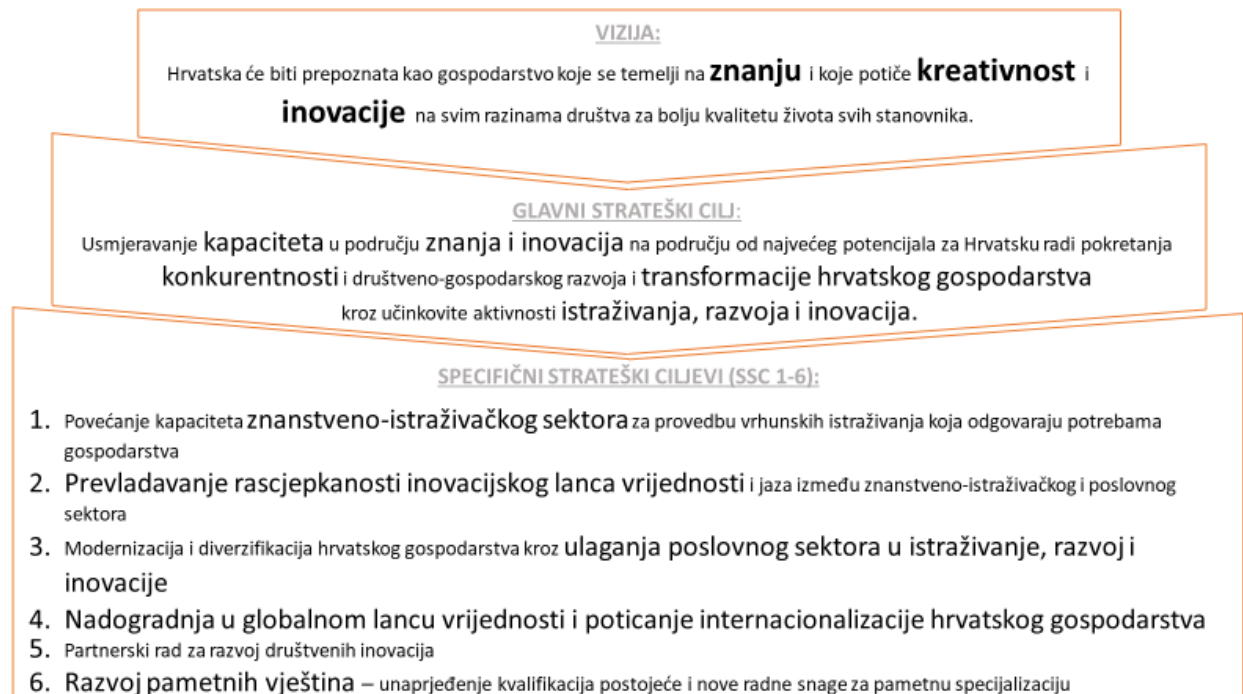 VIZIJA:
Hrvatska će biti prepoznata kao gospodarstvo koje se temelji na znanju i koje potiče kreativnost i
inovacije na svim razinama društva za bolju kvalitetu života svih stanovnika.
GLAVNI STRATEŠKI CILJ:
Usmjeravanje kapaciteta u području znanja i inovacija na području od najvećeg potencijala za Hrvatsku radi pokretanja
konkurentnosti i društveno-gospodarskog razvoja i transformacije hrvatskog gospodarstva
kroz učinkovite aktivnosti istraživanja, razvoja i inovacija.
SPECIFIČNI STRATEŠKI CILJEVI (SSC 1-6):
1. Povećanje kapaciteta znanstveno-istraživačkog sektora za provedbu vrhunskih istraživanja koja odgovaraju potrebama
gospodarstva
2. Prevladavanje rascjepkanosti inovacijskog lanca vrijednosti i jaza između znanstveno-istraživačkog i poslovnog
sektora
3. Modernizacija i diverzifikacija hrvatskog gospodarstva kroz ulaganja poslovnog sektora u istraživanje, razvoj i
inovacije
4. Nadogradnja u globalnom lancu vrijednosti i poticanje internacionalizacije hrvatskog gospodarstva
5. Partnerski rad za razvoj društvenih inovacija
6. Razvoj pametnih vještina – unaprjeđenje kvalifikacija postojeće i nove radne snage za pametnu specijalizaciju